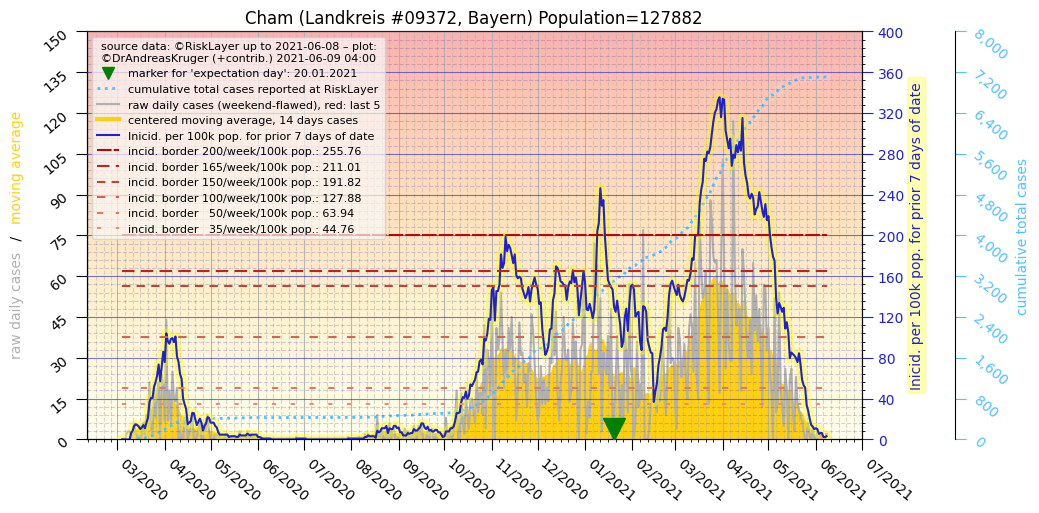 Cham (Landkreis #09372, Bayern) Population=127882
source data: ©RiskLayer up to 2021-06-08 – plot:
©DrAndreasKruger (+contrib.) 2021-06-09 04:00
marker for 'expectation day': 20.01.2021
cumulative total cases reported at RiskLayer
raw daily cases (weekend-flawed), red: last 5
centered moving average, 14 days cases
Inicid. per 100k pop. for prior 7 days of date
incid. border 200/week/100k pop.: 255.76
incid. border 165/week/100k pop.: 211.01
incid. border 150/week/100k pop.: 191.82
incid. border 100/week/100k pop.: 127.88
incid. border 50/week/100k pop.: 63.94
incid. border 35/week/100k pop.: 44.76
raw daily cases / moving average
150
135
120
105
90
75
60
45
30
15
0
03/2020
04/2020
05/2020
06/2020
07/2020
08/2020
09/2020
10/2020
11/2020
12/2020
01/2021
02/2021
03/2021
04/2021
05/2021
06/2021
07/2021
400
360
320
280
240
200
160
120
80
40
0
Inicid. per 100k pop. for prior 7 days of date
8,000
7,200
6,400
5,600
4,800
4,000
3,200
2,400
1,600
800
0
cumulative total cases